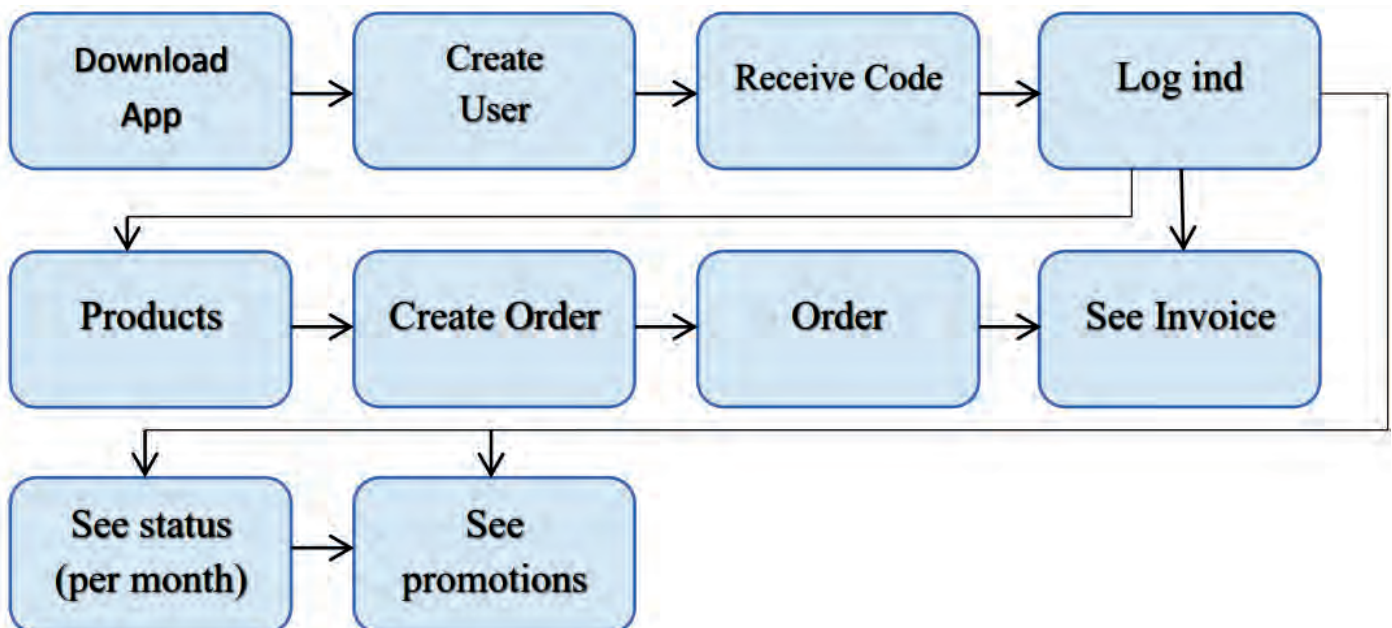 Download
App
Create
User
Receive Code
Log ind
Products
Create Order
Order
See Invoice
See status
(per month)
See
promotions